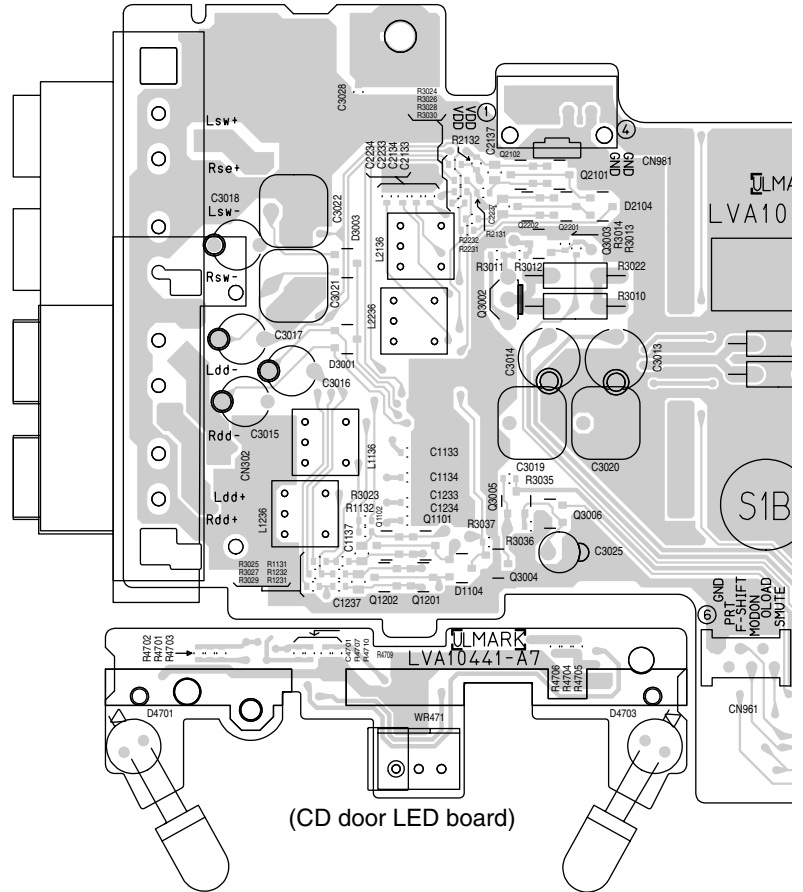 C3028
R3024
R3026
R3028
R3030
VDD
VDD
1
4
GND
GND
CN981
Lsw+
Rse+
C3018
Lsw-
Rsw-
C3022
D3003
C3021
C2234
C2233
C2134
C2133
R2132
C2137
Q2102
Q2101
D2104
C2237
Q2202
Q2201
R2131
R2232
R2231
Q3003
R3014
R3013
L2136
L2236
R3011
R3012
R3022
R3010
Q3002
ULMA
LVA10
C3017
Ldd-
D3001
C3016
C3015
Rdd-
CN302
Ldd+
Rdd+
C3014
C3013
C3019
C3020
L1136
L1236
C1133
C1134
C1233
C1234
R3023
R1132
Q1102
Q1101
C1137
R3037
Q3005
R3035
R3036
Q3006
C3025
Q3004
D1104
Q1201
Q1202
C1237
R3025
R3027
R3029
R1131
R1232
R1231
S1B
6
GND
PRT
F-SHIFT
MODON
OLOAD
SMUTE
CN961
R4702
R4701
R4703
C4701
R4707
R4710
R4709
ULMARK
LVA10441-A7
R4706
R4704
R4705
D4701
WR471
D4703
(CD door LED board)